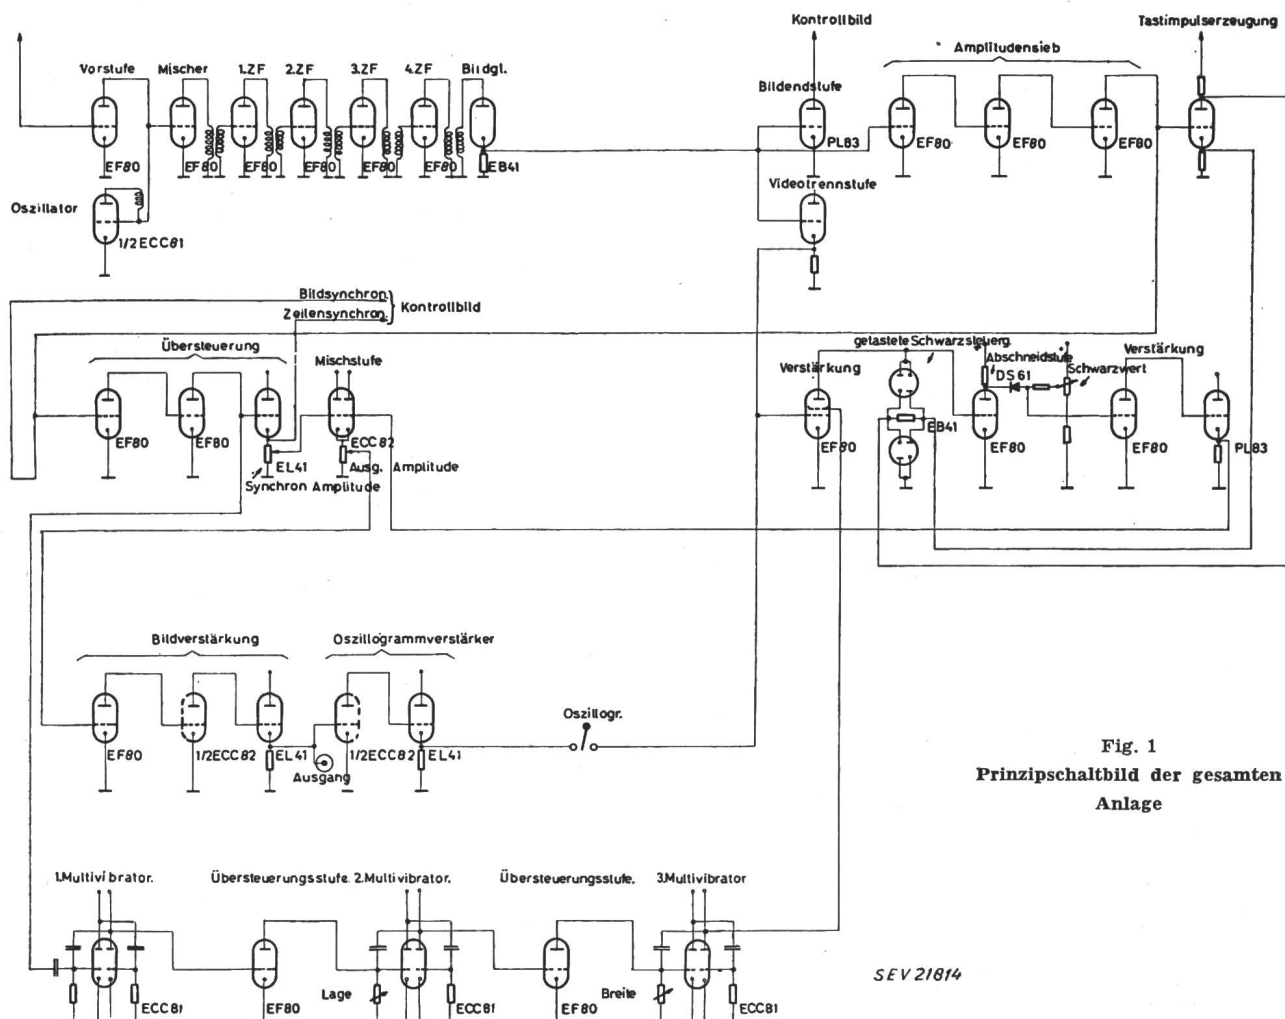 Kontrollbild
Tastimpulserzeugung
Amplitudensieb
Vorstufe
Mischer
1.ZF
2.ZF
3.ZF
4.ZF
Bildgl.
Bildendstufe
EF80
EF80
EF80
EF80
EF80
EF80
EB41
PL83
EF80
EF80
EF80
Oszillator
1/2 ECC81
Videotrennstufe
Bildsynchron.
Zeilensynchron.
Kontrollbild
Übersteuerung
Mischstufe
getastete Schwarzsteuerg.
Verstärkung
Abschneidstufe
DS 61
Schwarzwert
Verstärkung
EF80
EF80
EL41
ECC82
Synchron Amplitude
Ausg. Amplitude
EF80
EB41
EF80
EF80
PL83
Bildverstärkung
Oszillogrammverstärker
EF80
1/2ECC82
EL41
Ausgang
1/2ECC82
EL41
Oszillogr.
Fig. 1
Prinzipschaltbild der gesamten
Anlage
1.Multivibrator.
Übersteuerungsstufe.
2.Multivibrator.
Übersteuerungsstufe.
3.Multivibrator
ECC81
EF80
Lage
ECC81
EF80
Breite
ECC81
SEV 21814